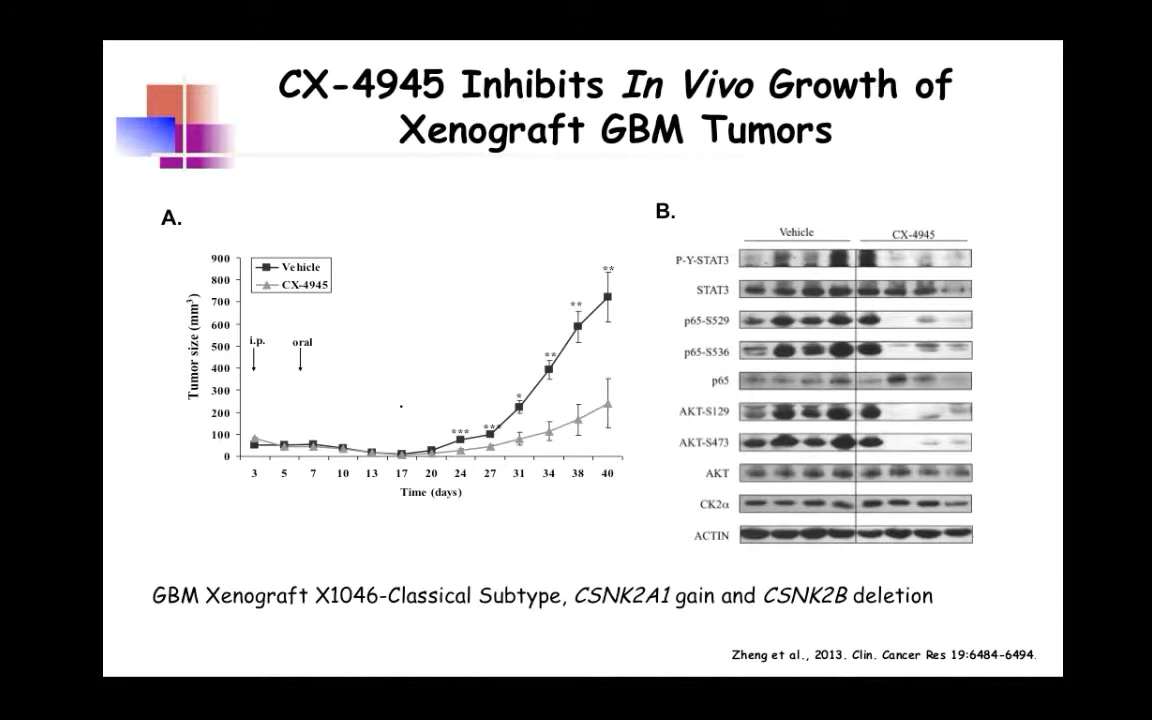 CX-4945 Inhibits In Vivo Growth of
Xenograft GBM Tumors
A.
900
800
700
600
500
400
300
200
100
0
Tumor size (mm³)
Vehicle
CX-4945
i.p.
oral
***
***
*
**
**
**
3 5 7 10 13 17 20 24 27 31 34 38 40
Time (days)
B.
Vehicle CX-4945
P-Y-STAT3
STAT3
p65-S529
p65-S536
p65
AKT-S129
AKT-S473
AKT
CK2α
ACTIN
GBM Xenograft X1046-Classical Subtype, CSNK2A1 gain and CSNK2B deletion
Zheng et al., 2013. Clin. Cancer Res 19:6484-6494.